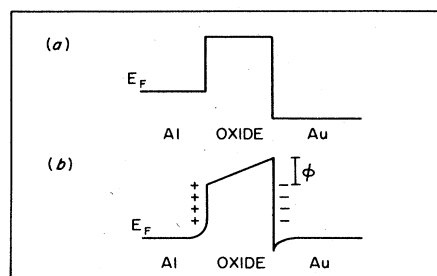 (a)
E_F
Al OXIDE Au
(b)
ϕ
+ −
+ −
+ −
+ −
E_F
Al OXIDE Au